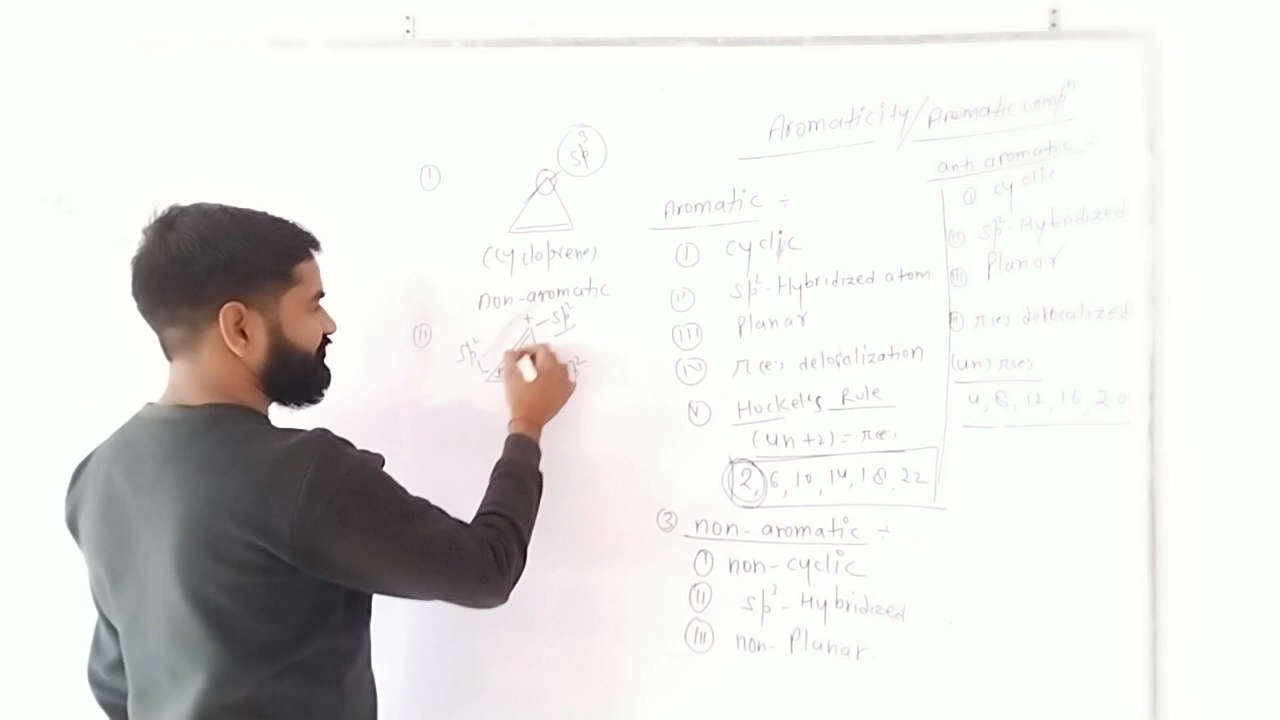 Aromaticity/Aromatic compⁿ
① sp³
(cycloprene)
non-aromatic
② + sp²
sp²
p²
Aromatic ÷
① cyclic
② sp²-Hybridized atom
③ Planar
④ π(e) delocalization
⑤ Huckel's Rule
(4n+2) = π(e)
2, 6, 10, 14, 18, 22
anti aromatic -
① cyclic
② sp²-Hybridized
③ Planar
π(e) delocalized
(4n) π(e)
4, 8, 12, 16, 20
③ non-aromatic ÷
① non-cyclic
② sp³-Hybridized
③ non-Planar.